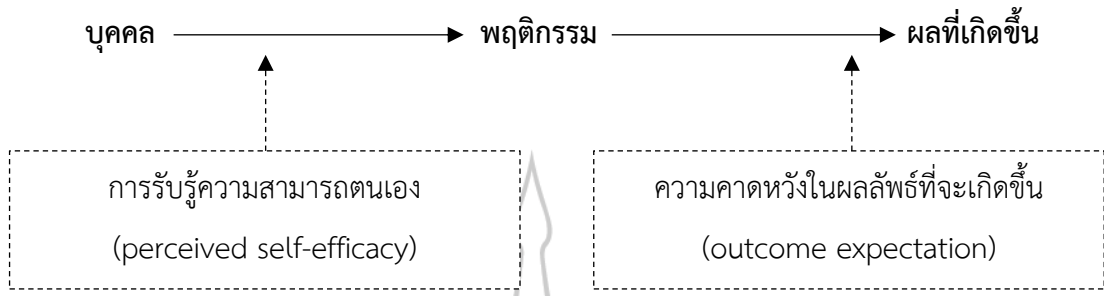 บุคคล พฤติกรรม ผลที่เกิดขึ้น
การรับรู้ความสามารถตนเอง
(perceived self-efficacy)
ความคาดหวังในผลลัพธ์ที่จะเกิดขึ้น
(outcome expectation)